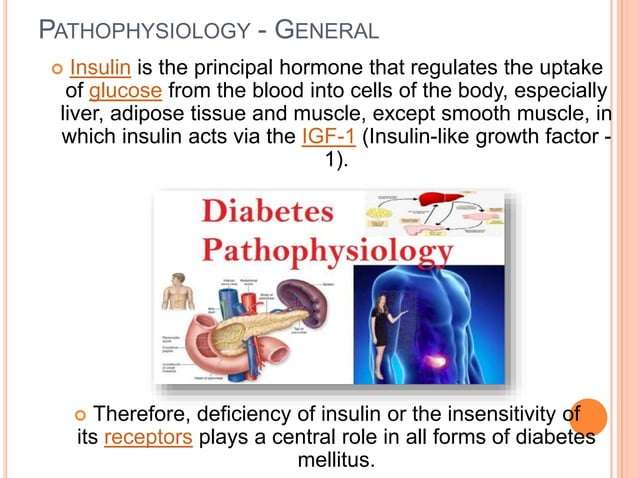 PATHOPHYSIOLOGY - GENERAL
Insulin is the principal hormone that regulates the uptake
of glucose from the blood into cells of the body, especially
liver, adipose tissue and muscle, except smooth muscle, in
which insulin acts via the IGF-1 (Insulin-like growth factor -
1).
Diabetes
Pathophysiology
Therefore, deficiency of insulin or the insensitivity of
its receptors plays a central role in all forms of diabetes
mellitus.